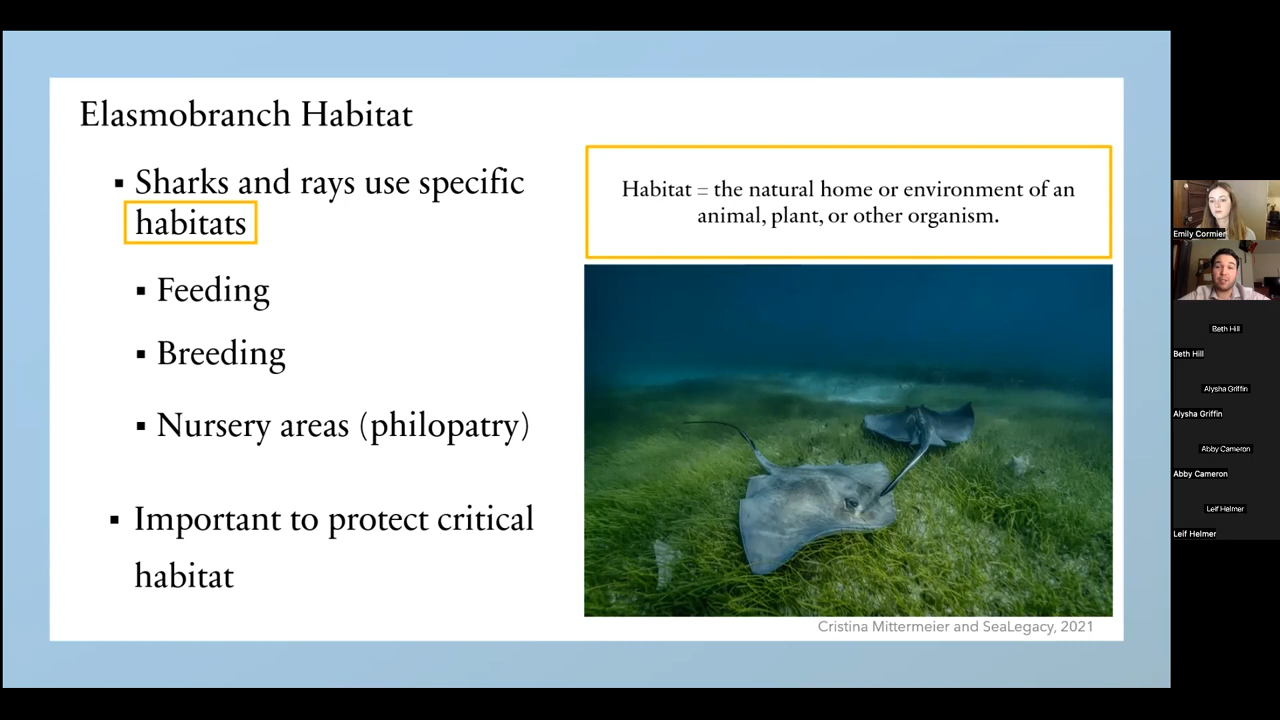 Elasmobranch Habitat
▪ Sharks and rays use specific
habitats
▪ Feeding
▪ Breeding
▪ Nursery areas (philopatry)
▪ Important to protect critical
habitat
Habitat = the natural home or environment of an
animal, plant, or other organism.
Cristina Mittermeier and SeaLegacy, 2021
Emily Cormier
Beth Hill
Beth Hill
Alysha Griffin
Alysha Griffin
Abby Cameron
Abby Cameron
Leif Helmer
Leif Helmer